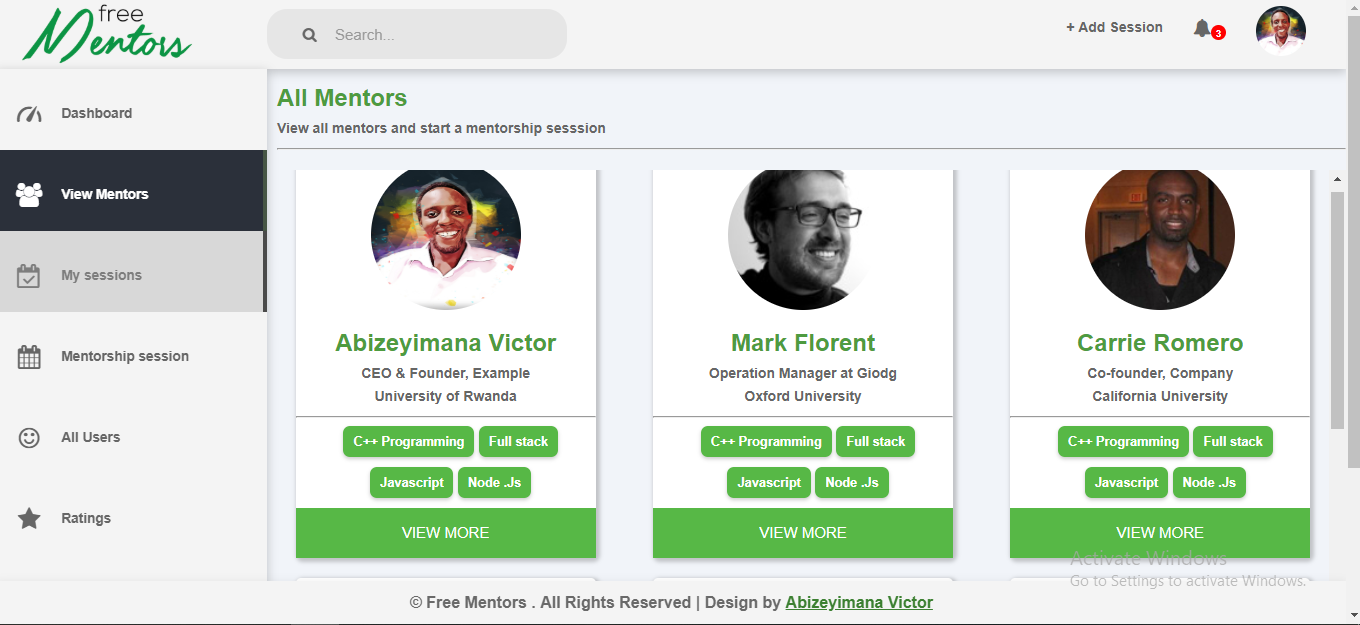 free
Mentors
Search...
+ Add Session
3
Dashboard
View Mentors
My sessions
Mentorship session
All Users
Ratings
All Mentors
View all mentors and start a mentorship sesssion
Abizeyimana Victor
CEO & Founder, Example
University of Rwanda
C++ Programming Full stack
Javascript Node .Js
VIEW MORE
Mark Florent
Operation Manager at Giodg
Oxford University
C++ Programming Full stack
Javascript Node .Js
VIEW MORE
Carrie Romero
Co-founder, Company
California University
C++ Programming Full stack
Javascript Node .Js
VIEW MORE
Activate Windows
Go to Settings to activate Windows.
© Free Mentors . All Rights Reserved | Design by Abizeyimana Victor